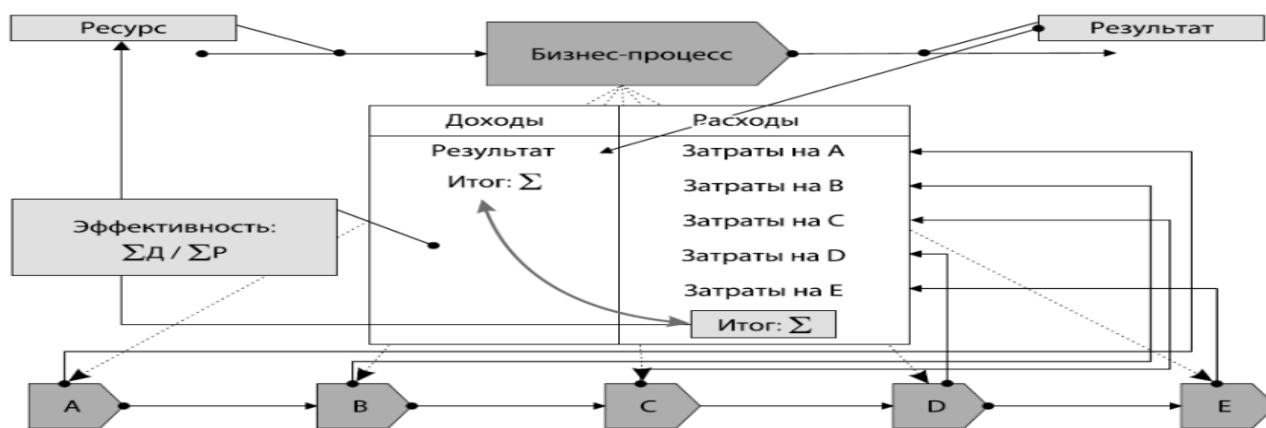 Ресурс
Результат
Бизнес-процесс
Доходы
Расходы
Результат
Затраты на A
Итог: ∑
Затраты на B
Эффективность:
∑Д / ∑Р
Затраты на C
Затраты на D
Затраты на E
Итог: ∑
A
B
C
D
E